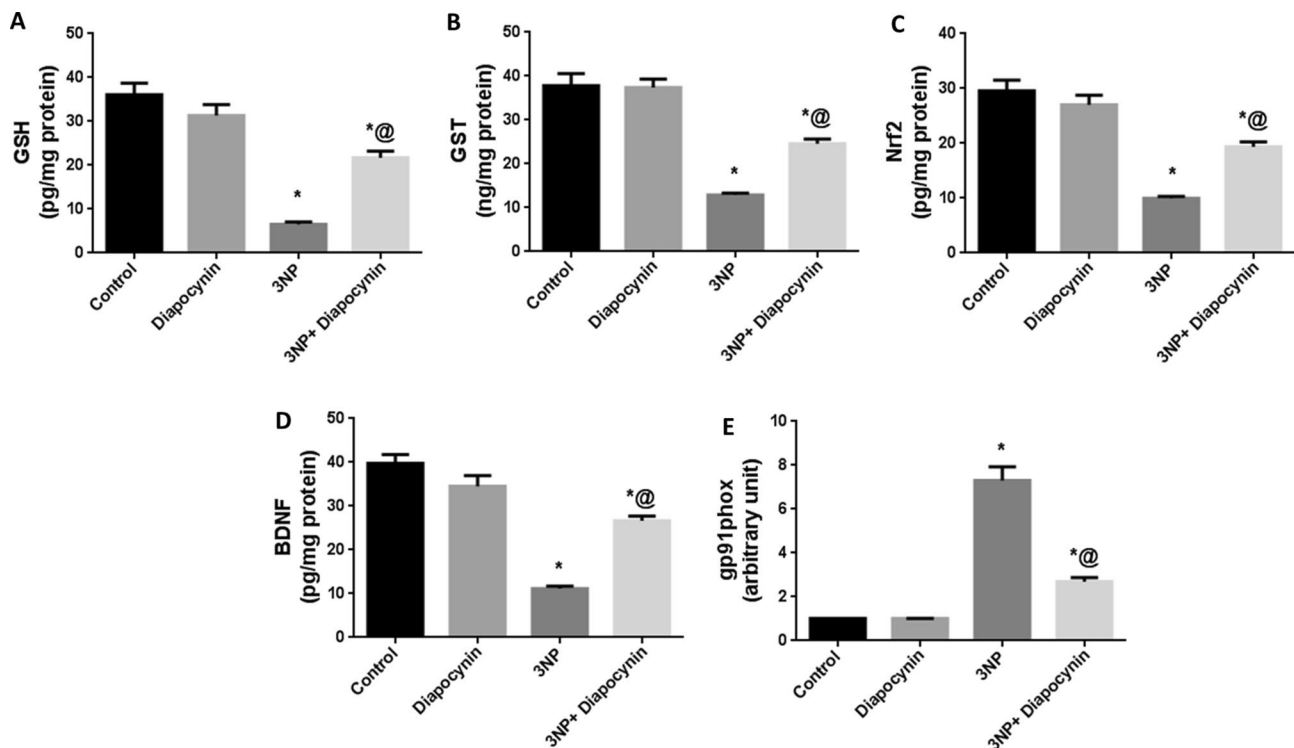 A
GSH
(pg/mg protein)
50
40
30
20
10
0
*
*@
Control
Diapocynin
3NP
3NP+ Diapocynin
B
GST
(ng/mg protein)
50
40
30
20
10
0
*
*@
Control
Diapocynin
3NP
3NP+ Diapocynin
C
Nrf2
(pg/mg protein)
40
30
20
10
0
*
*@
Control
Diapocynin
3NP
3NP+ Diapocynin
D
BDNF
(pg/mg protein)
50
40
30
20
10
0
*
*@
Control
Diapocynin
3NP
3NP+ Diapocynin
E
gp91phox
(arbitrary unit)
10
8
6
4
2
0
*
*@
Control
Diapocynin
3NP
3NP+ Diapocynin